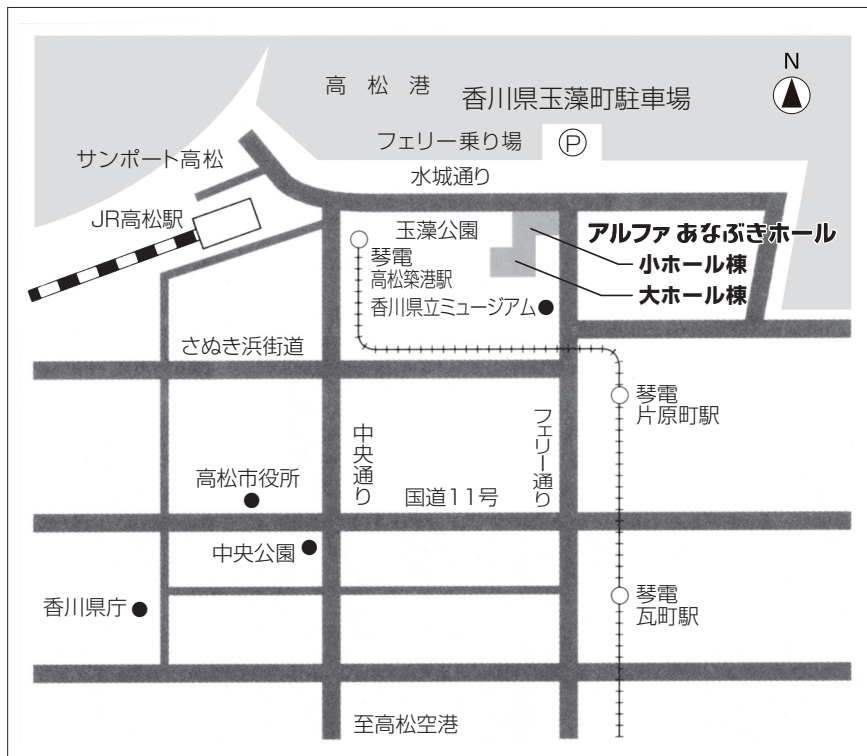 高松港
N
香川県玉藻町駐車場
フェリー乗り場
P
サンポート高松
水城通り
JR高松駅
玉藻公園
アルファあなぶきホール
小ホール棟
大ホール棟
琴電
高松築港駅
香川県立ミュージアム
さぬき浜街道
琴電
片原町駅
中央通り
フェリー通り
高松市役所
国道11号
中央公園
香川県庁
琴電
瓦町駅
至高松空港